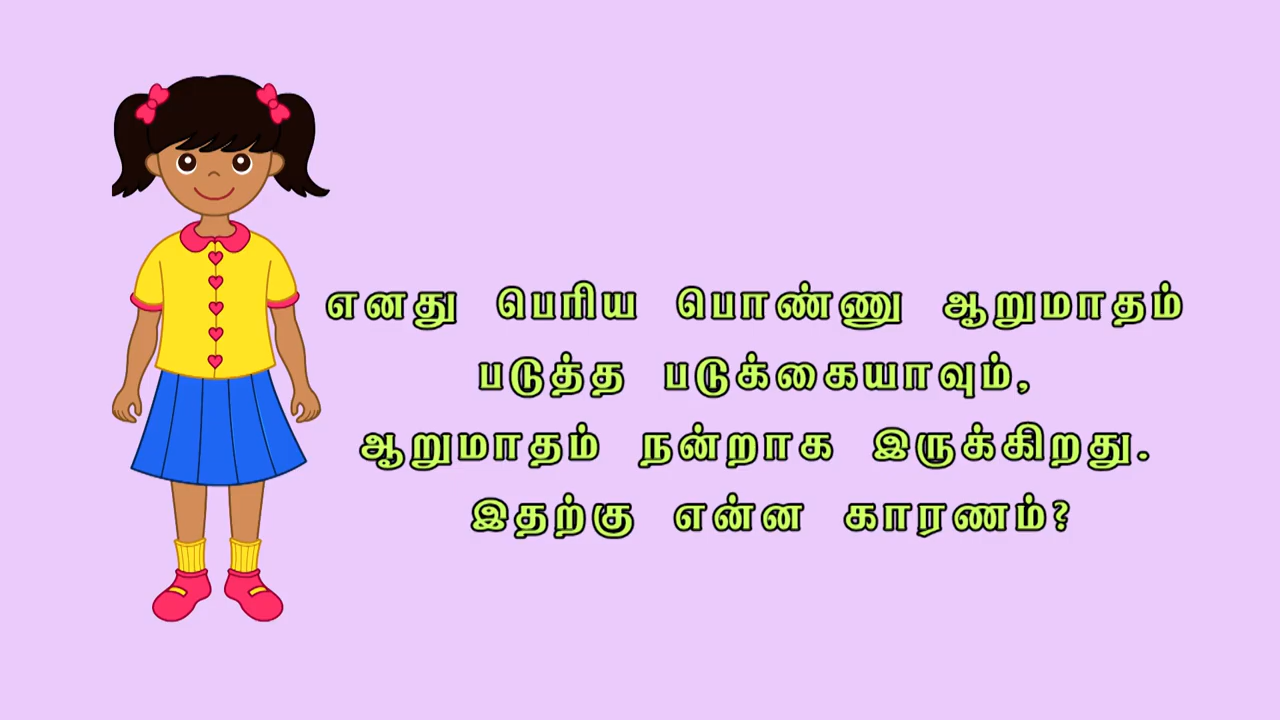 எனது பெரிய பொண்ணு ஆறுமாதம்
படுத்த படுக்கையாவும்,
ஆறுமாதம் நன்றாக இருக்கிறது.
இதற்கு என்ன காரணம்?